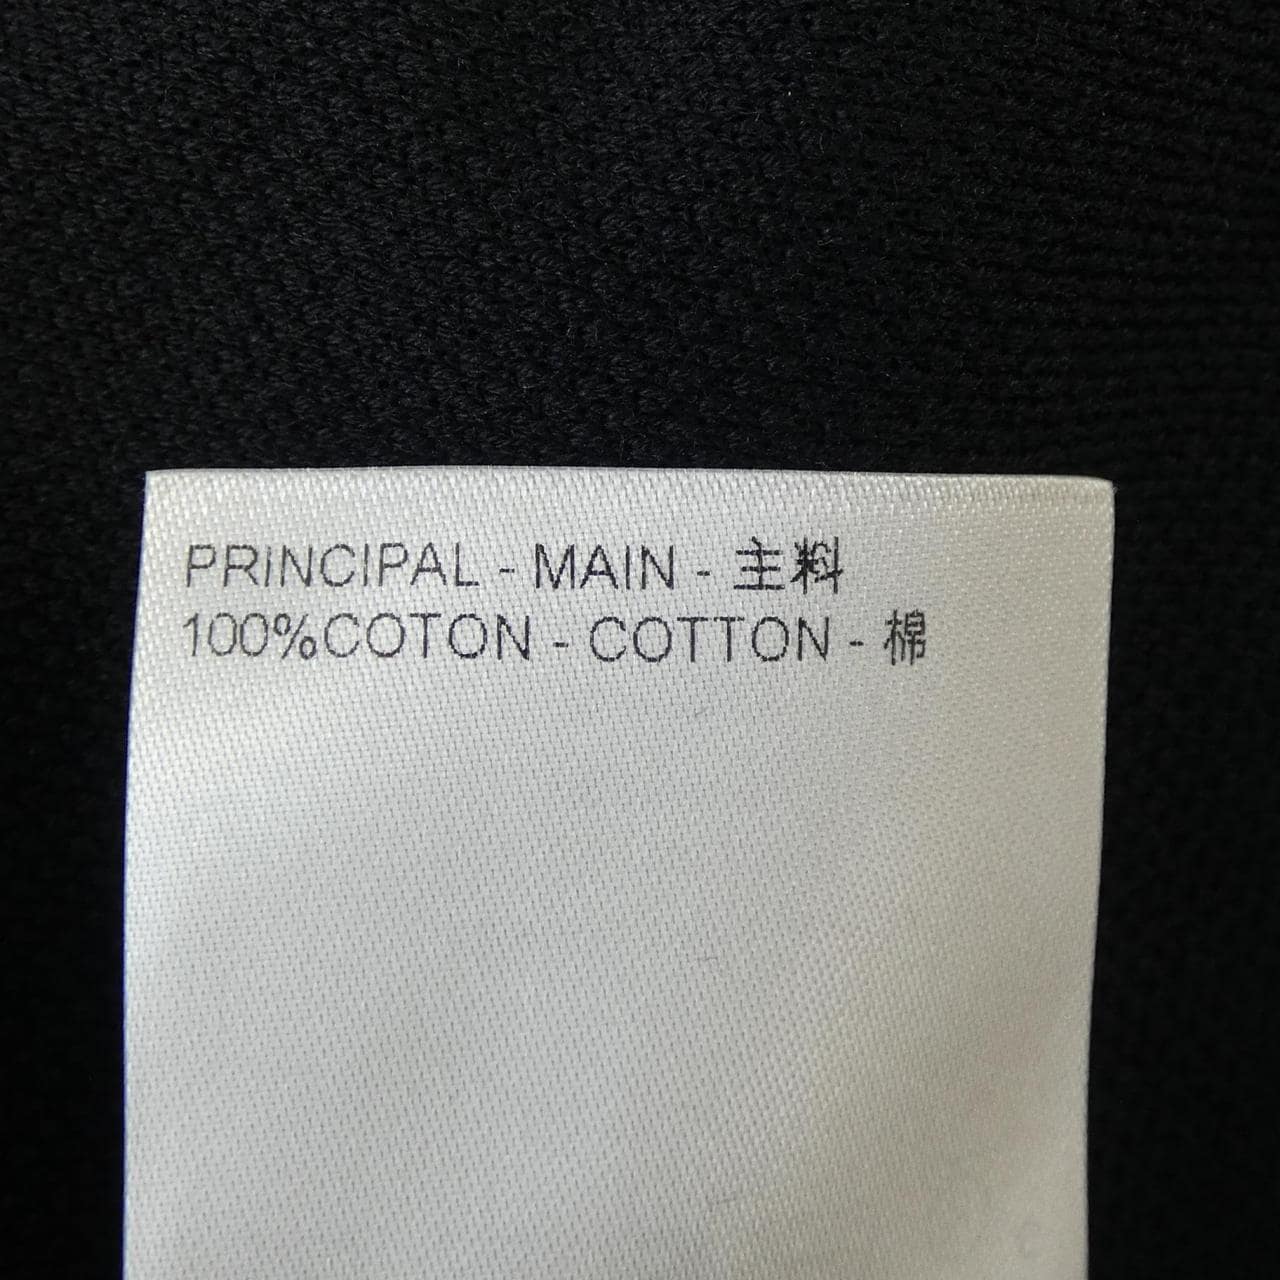 PRINCIPAL - MAIN - 主料
100%COTON - COTTON - 棉